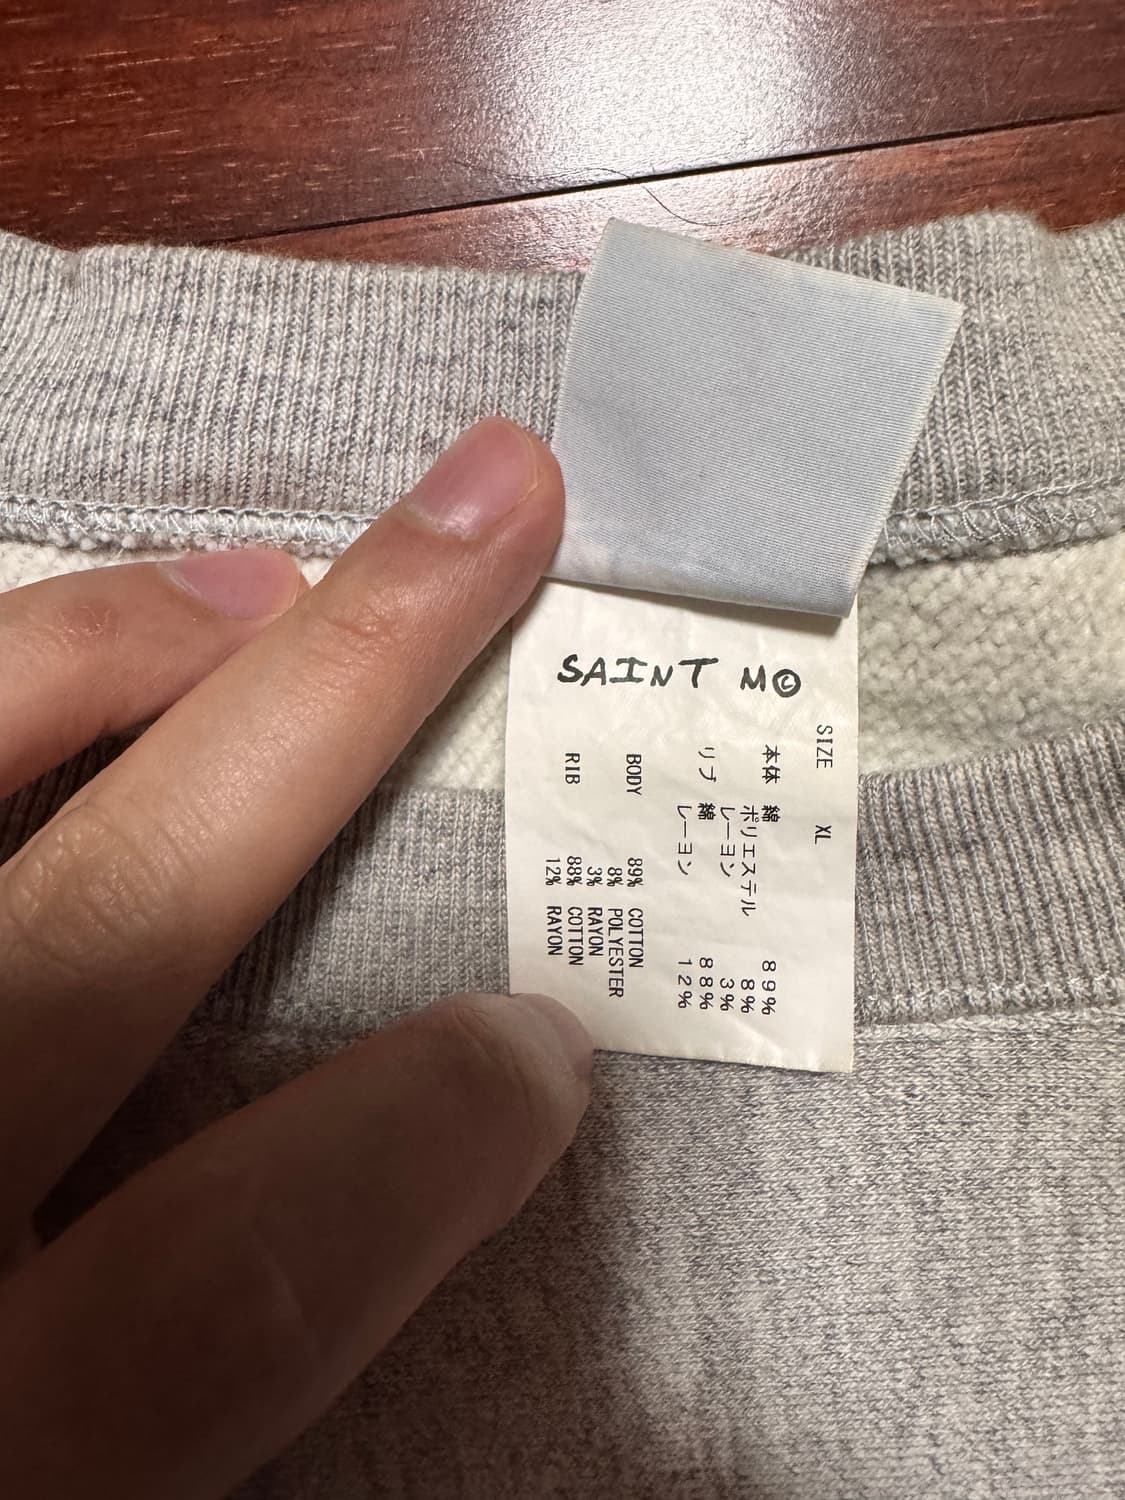 SAINT M©
SIZE XL
本体 綿 89%
ポリエステル 8%
レーヨン 3%
リブ 綿 88%
レーヨン 12%
BODY 89% COTTON
8% POLYESTER
3% RAYON
RIB 88% COTTON
12% RAYON